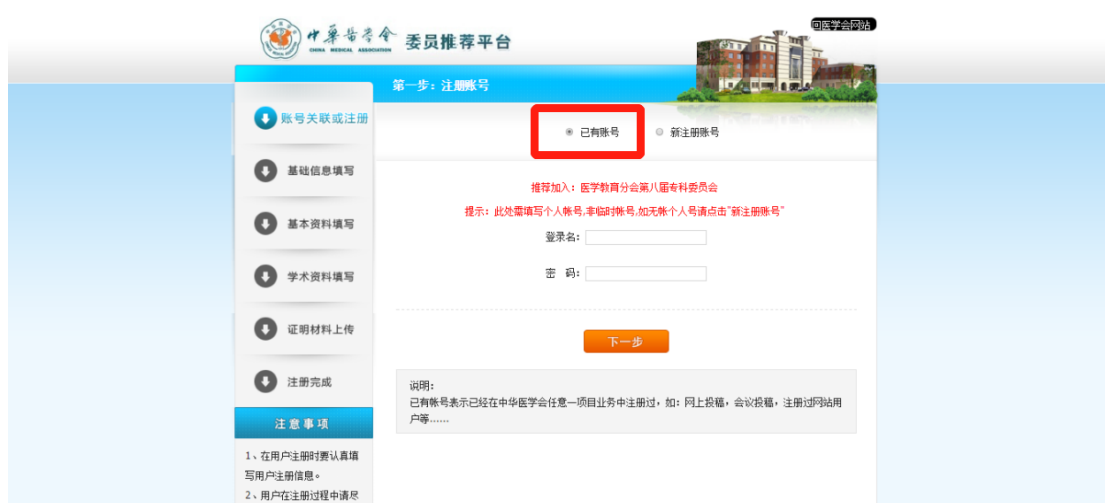 中华医学会
CHINA MEDICAL ASSOCIATION
委员推荐平台
回医学会网站
第一步：注册账号
账号关联或注册
基础信息填写
基本资料填写
学术资料填写
证明材料上传
注册完成
注意事项
1、在用户注册时要认真填
写用户注册信息。
2、用户在注册过程中请尽
已有账号
新注册账号
推荐加入：医学教育分会第八届专科委员会
提示：此处需填写个人帐号,非临时帐号,如无帐个人号请点击"新注册账号"
登录名：
密 码：
下一步
说明：
已有帐号表示已经在中华医学会任意一项目业务中注册过，如：网上投稿，会议投稿，注册过网站用
户等……